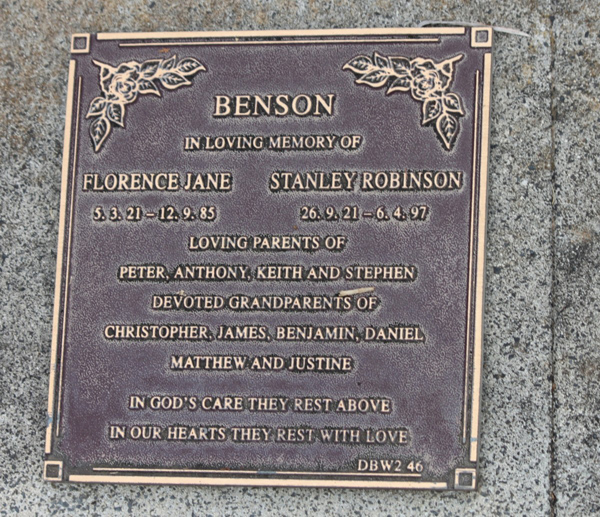 BENSON
IN LOVING MEMORY OF
FLORENCE JANE STANLEY ROBINSON
5. 3. 21 – 12. 9. 85 26. 9. 21 – 6. 4. 97
LOVING PARENTS OF
PETER, ANTHONY, KEITH AND STEPHEN
DEVOTED GRANDPARENTS OF
CHRISTOPHER, JAMES, BENJAMIN, DANIEL
MATTHEW AND JUSTINE
IN GOD'S CARE THEY REST ABOVE
IN OUR HEARTS THEY REST WITH LOVE
DBW2 46